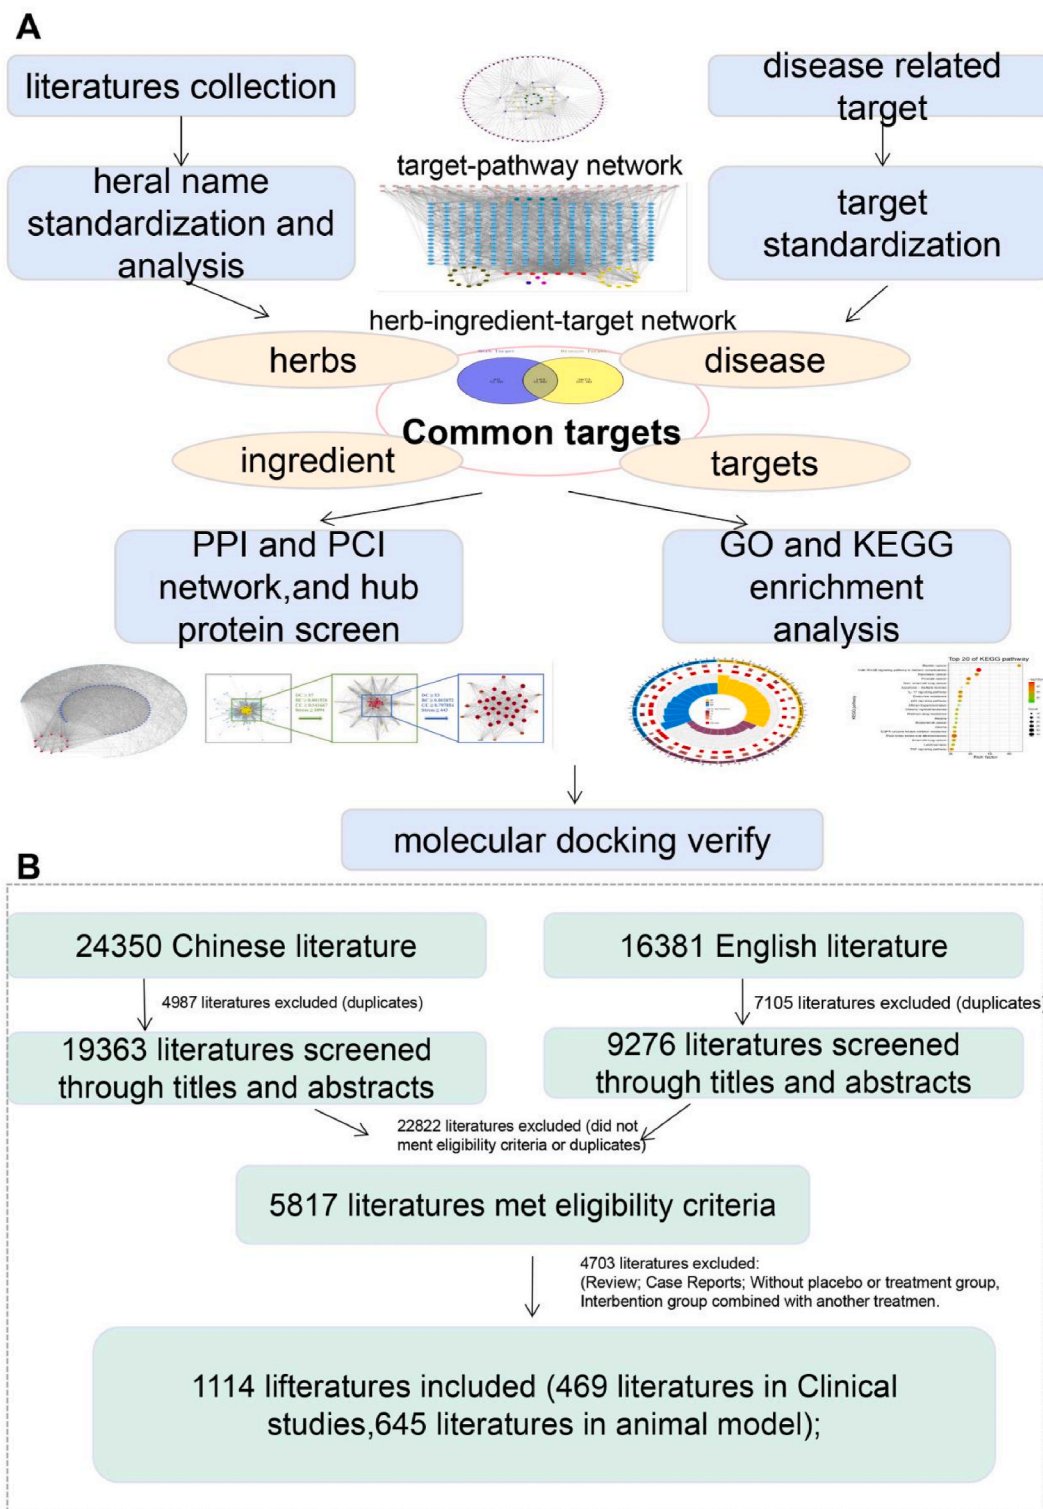 A
literatures collection
disease related
target
target-pathway network
heral name
standardization and
analysis
target
standardization
herb-ingredient-target network
herbs
disease
Common targets
ingredient
targets
PPI and PCI
network,and hub
protein screen
GO and KEGG
enrichment
analysis
Top 20 of KEGG pathway
molecular docking verify
B
24350 Chinese literature
16381 English literature
4987 literatures excluded (duplicates)
7105 literatures excluded (duplicates)
19363 literatures screened
through titles and abstracts
9276 literatures screened
through titles and abstracts
22822 literatures excluded (did not
ment eligibility criteria or duplicates)
5817 literatures met eligibility criteria
4703 literatures excluded:
(Review; Case Reports; Without placebo or treatment group,
Interbention group combined with another treatmen.
1114 lifteratures included (469 literatures in Clinical
studies,645 literatures in animal model);